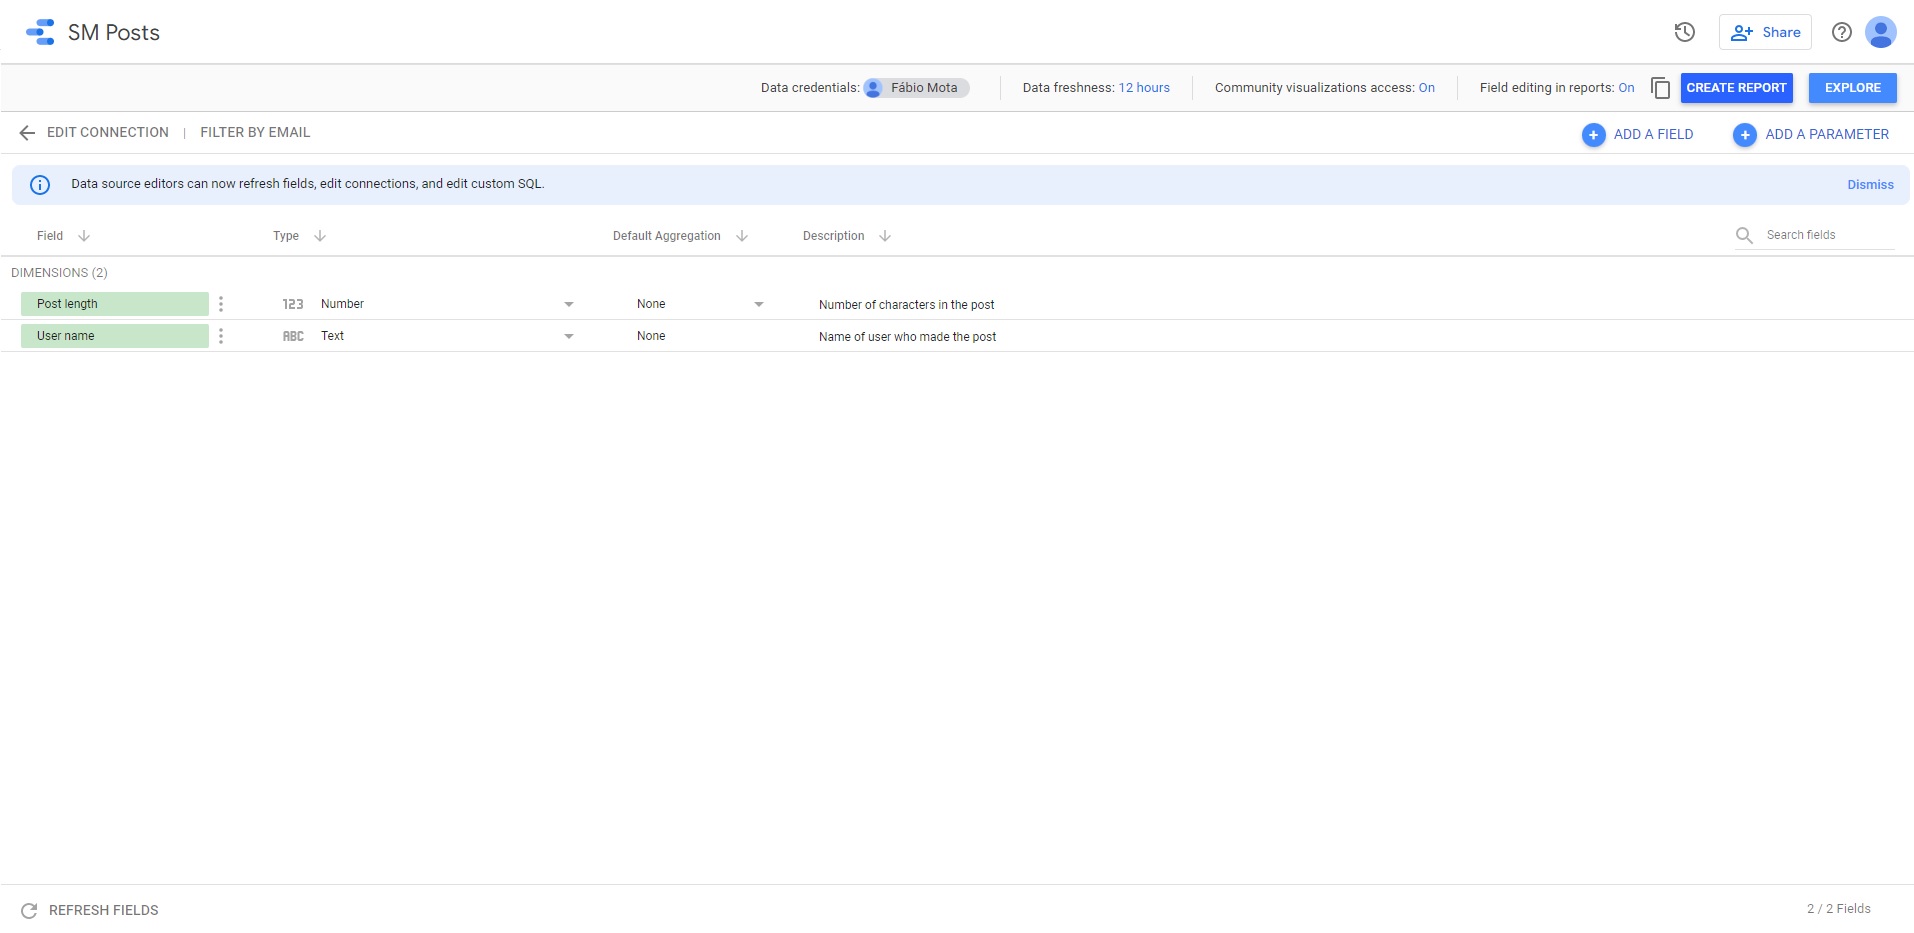 SM Posts
Share
Data credentials: Fábio Mota
Data freshness: 12 hours
Community visualizations access: On
Field editing in reports: On
CREATE REPORT
EXPLORE
EDIT CONNECTION | FILTER BY EMAIL
ADD A FIELD
ADD A PARAMETER
Data source editors can now refresh fields, edit connections, and edit custom SQL.
Dismiss
Field
Type
Default Aggregation
Description
Search fields
DIMENSIONS (2)
Post length
123 Number
None
Number of characters in the post
User name
ABC Text
None
Name of user who made the post
REFRESH FIELDS
2 / 2 Fields